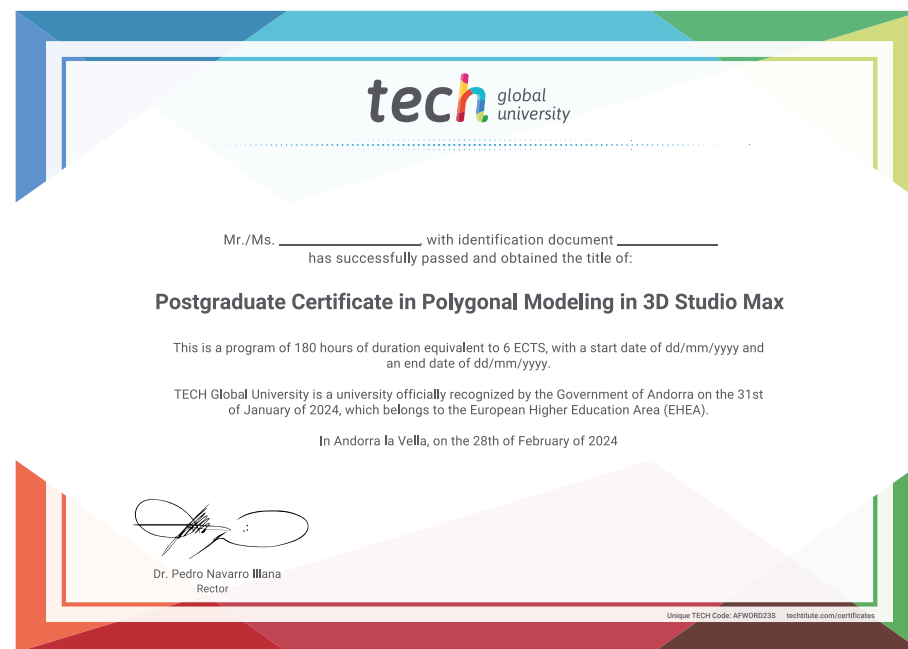 tech global university
Mr./Ms. ____________, with identification document ____________
has successfully passed and obtained the title of:
Postgraduate Certificate in Polygonal Modeling in 3D Studio Max
This is a program of 180 hours of duration equivalent to 6 ECTS, with a start date of dd/mm/yyyy and
an end date of dd/mm/yyyy.
TECH Global University is a university officially recognized by the Government of Andorra on the 31st
of January of 2024, which belongs to the European Higher Education Area (EHEA).
In Andorra la Vella, on the 28th of February of 2024
Dr. Pedro Navarro Illana
Rector
Unique TECH Code: AFWORD23S techtitute.com/certificates